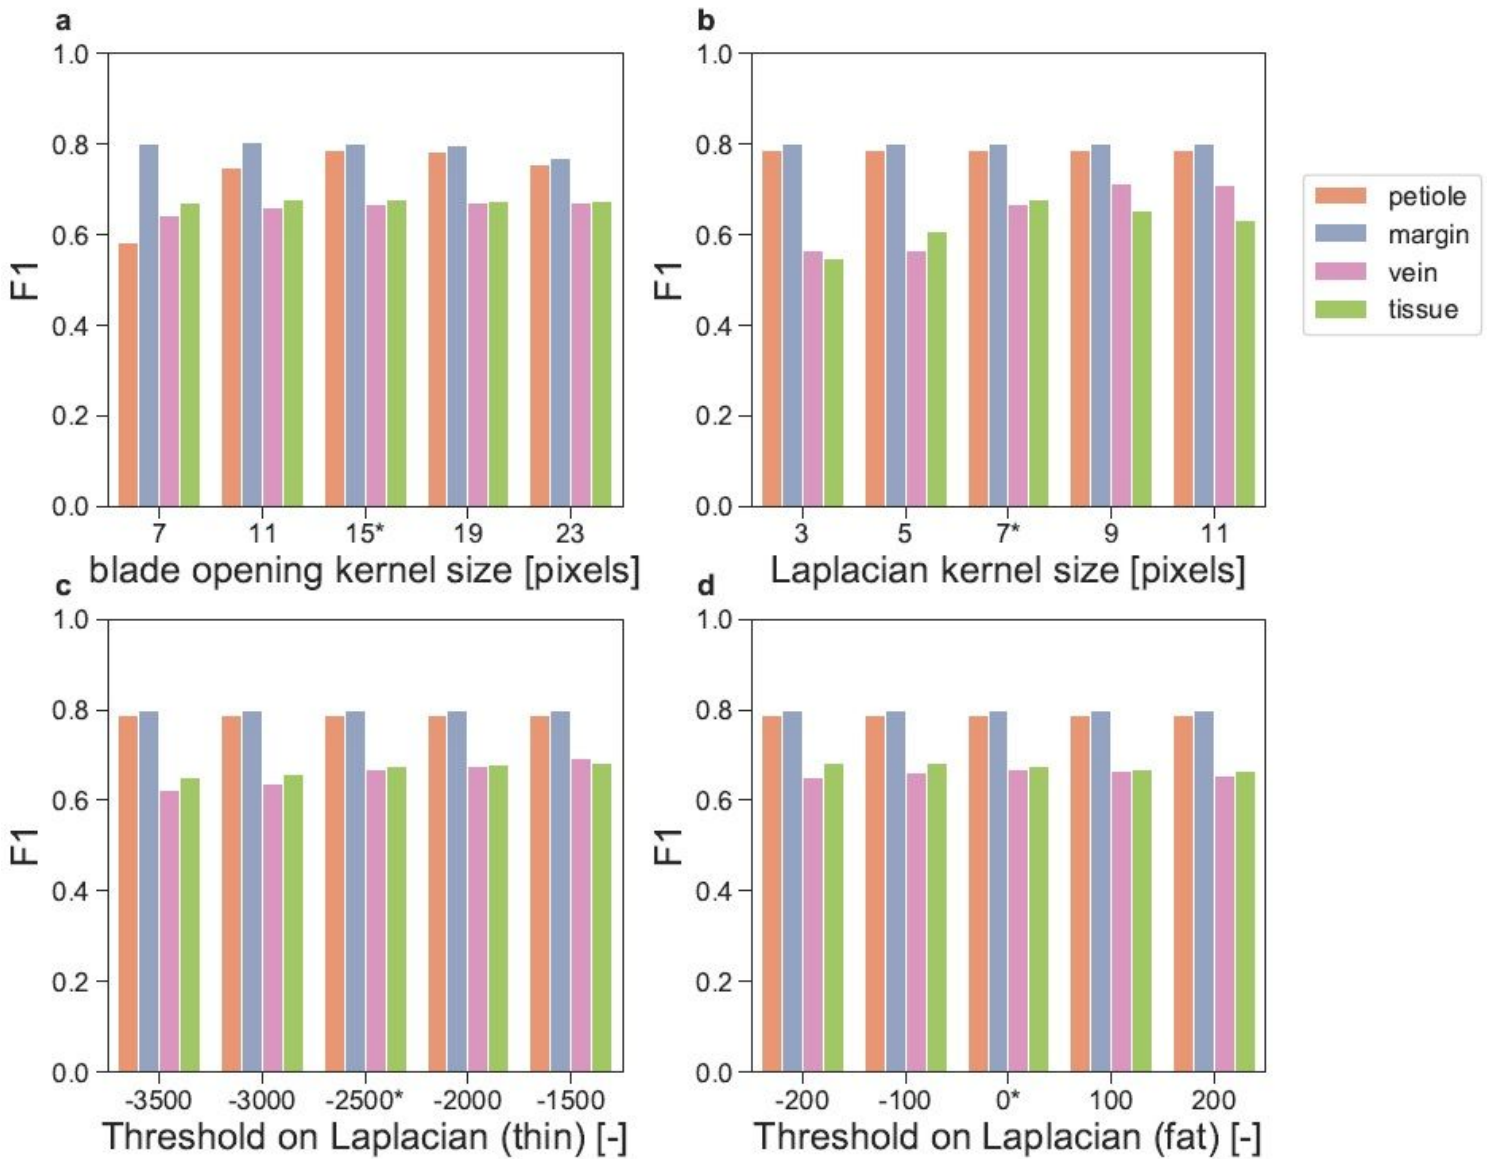 a
1.0
0.8
0.6
0.4
0.2
0.0
F1
7 11 15* 19 23
blade opening kernel size [pixels]
b
1.0
0.8
0.6
0.4
0.2
0.0
F1
3 5 7* 9 11
Laplacian kernel size [pixels]
petiole
margin
vein
tissue
c
1.0
0.8
0.6
0.4
0.2
0.0
F1
-3500 -3000 -2500* -2000 -1500
Threshold on Laplacian (thin) [-]
d
1.0
0.8
0.6
0.4
0.2
0.0
F1
-200 -100 0* 100 200
Threshold on Laplacian (fat) [-]